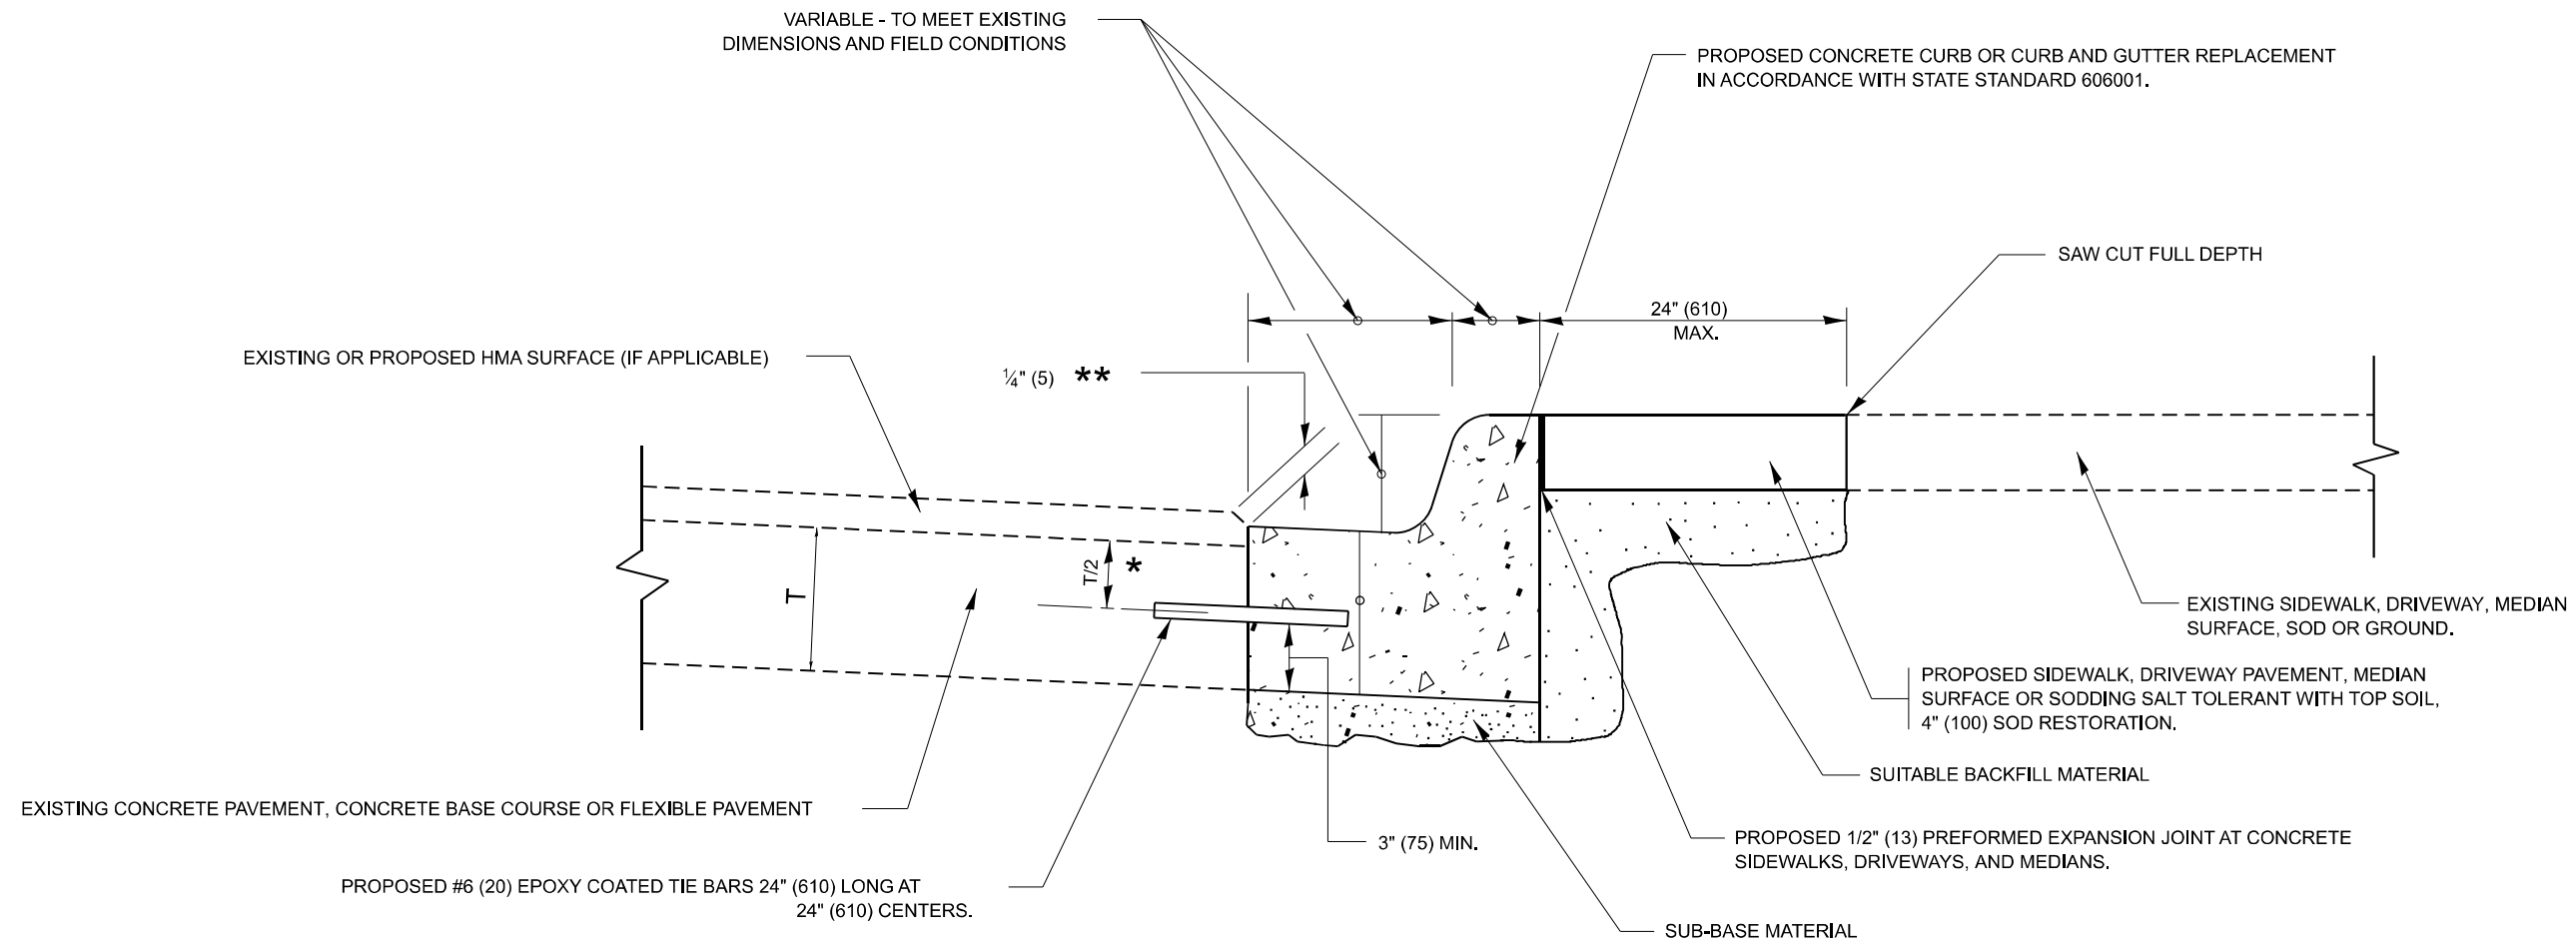 VARIABLE - TO MEET EXISTING
DIMENSIONS AND FIELD CONDITIONS
PROPOSED CONCRETE CURB OR CURB AND GUTTER REPLACEMENT
IN ACCORDANCE WITH STATE STANDARD 606001.
SAW CUT FULL DEPTH
24" (610)
MAX.
EXISTING OR PROPOSED HMA SURFACE (IF APPLICABLE)
¼" (5) **
T/2 *
T
EXISTING SIDEWALK, DRIVEWAY, MEDIAN
SURFACE, SOD OR GROUND.
PROPOSED SIDEWALK, DRIVEWAY PAVEMENT, MEDIAN
SURFACE OR SODDING SALT TOLERANT WITH TOP SOIL,
4" (100) SOD RESTORATION.
SUITABLE BACKFILL MATERIAL
EXISTING CONCRETE PAVEMENT, CONCRETE BASE COURSE OR FLEXIBLE PAVEMENT
3" (75) MIN.
PROPOSED 1/2" (13) PREFORMED EXPANSION JOINT AT CONCRETE
SIDEWALKS, DRIVEWAYS, AND MEDIANS.
PROPOSED #6 (20) EPOXY COATED TIE BARS 24" (610) LONG AT
24" (610) CENTERS.
SUB-BASE MATERIAL